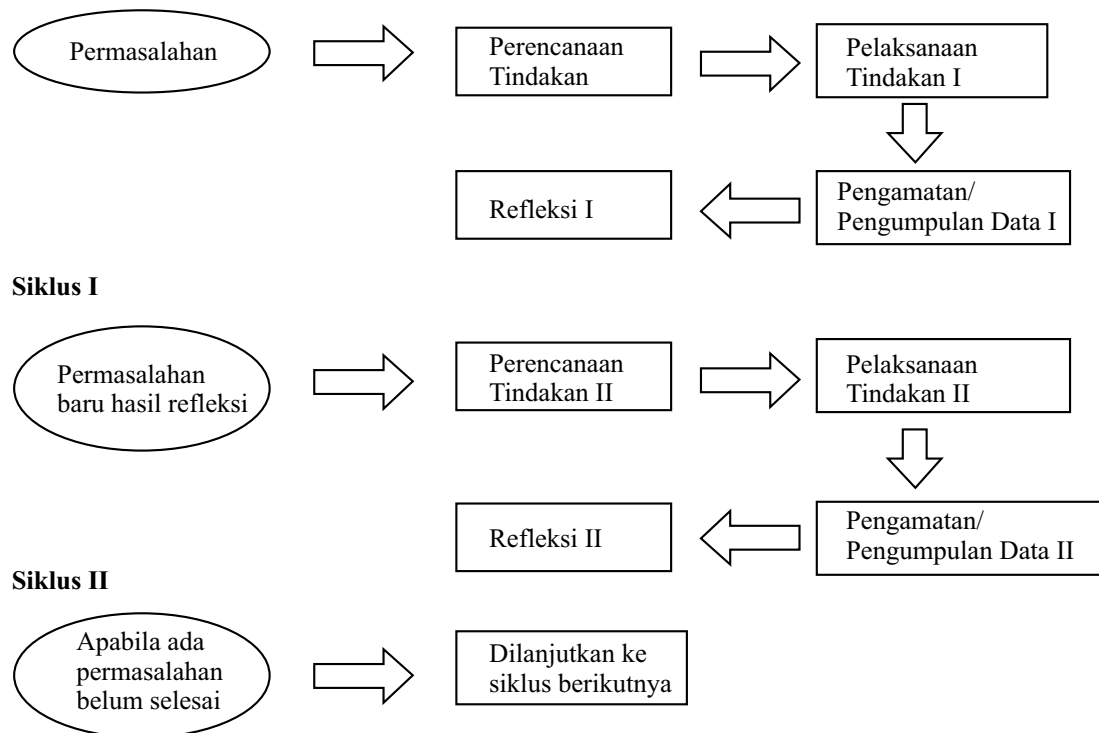 Permasalahan
Perencanaan
Tindakan
Pelaksanaan
Tindakan I
Refleksi I
Pengamatan/
Pengumpulan Data I
Siklus I
Permasalahan
baru hasil refleksi
Perencanaan
Tindakan II
Pelaksanaan
Tindakan II
Refleksi II
Pengamatan/
Pengumpulan Data II
Siklus II
Apabila ada
permasalahan
belum selesai
Dilanjutkan ke
siklus berikutnya